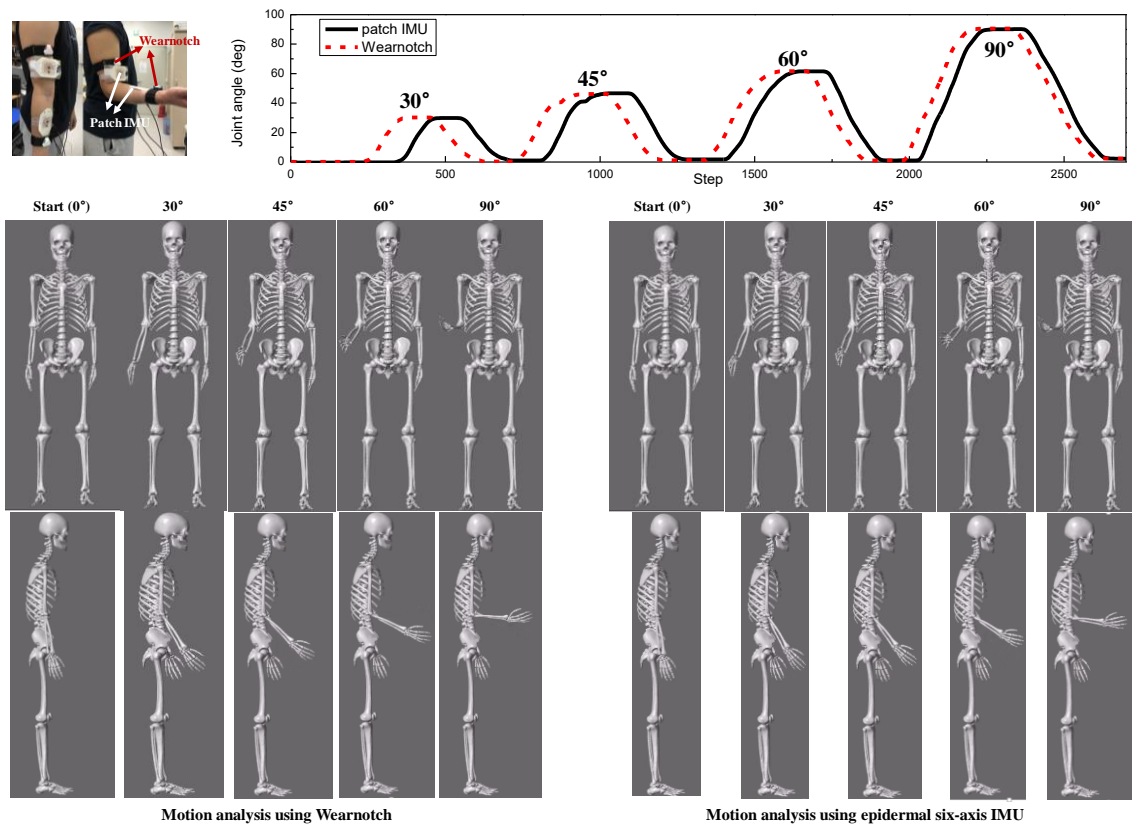 Wearnotch
Patch IMU
Joint angle (deg)
100
80
60
40
20
0
patch IMU
Wearnotch
30°
45°
60°
90°
0
500
1000
1500
2000
2500
Step
Start (0°) 30° 45° 60° 90°
Start (0°) 30° 45° 60° 90°
Motion analysis using Wearnotch
Motion analysis using epidermal six-axis IMU